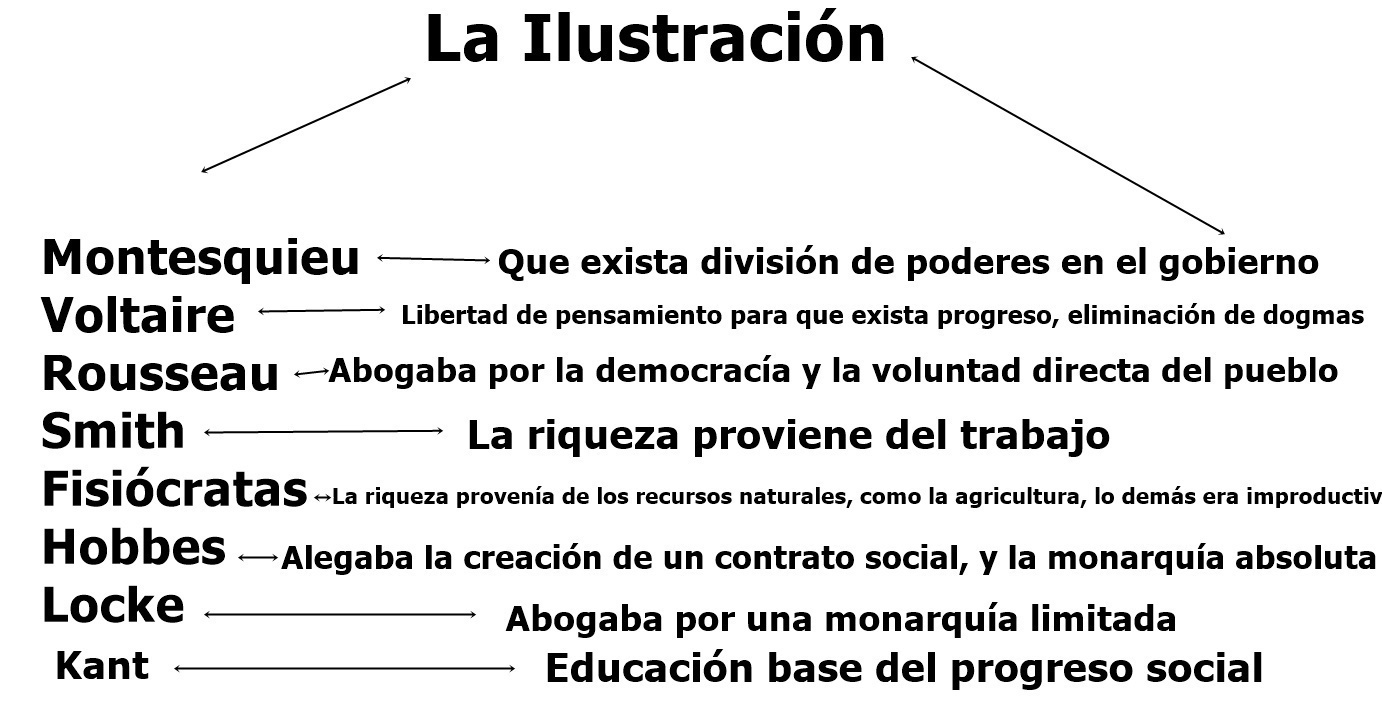 La Ilustración
Montesquieu Que exista división de poderes en el gobierno
Voltaire Libertad de pensamiento para que exista progreso, eliminación de dogmas
Rousseau Abogaba por la democracía y la voluntad directa del pueblo
Smith La riqueza proviene del trabajo
Fisiócratas La riqueza provenía de los recursos naturales, como la agricultura, lo demás era improductiv
Hobbes Alegaba la creación de un contrato social, y la monarquía absoluta
Locke Abogaba por una monarquía limitada
Kant Educación base del progreso social